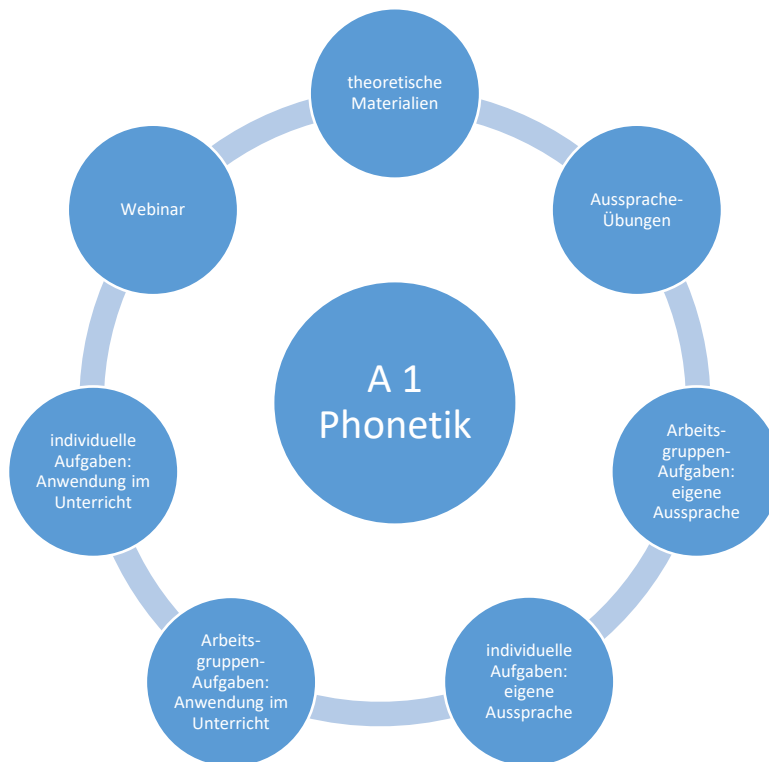 theoretische
Materialien
Aussprache-
Übungen
Arbeits-
gruppen-
Aufgaben:
eigene
Aussprache
individuelle
Aufgaben:
eigene
Aussprache
Arbeits-
gruppen-
Aufgaben:
Anwendung im
Unterricht
individuelle
Aufgaben:
Anwendung im
Unterricht
Webinar
A 1
Phonetik